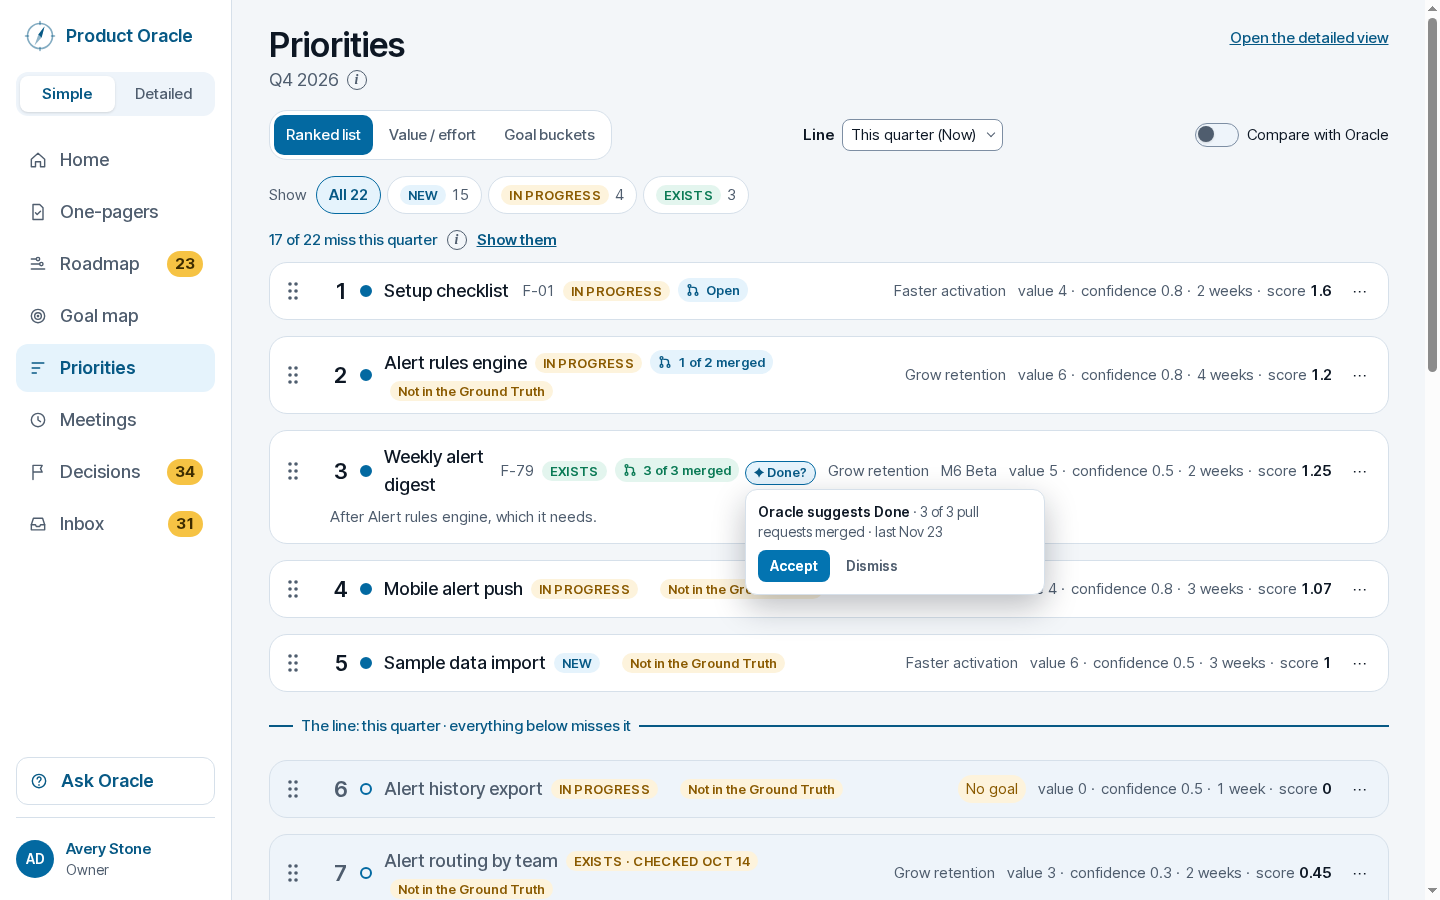 Product Oracle
Simple
Detailed
Home
One-pagers
Roadmap 23
Goal map
Priorities
Meetings
Decisions 34
Inbox 31
Ask Oracle
AD
Avery Stone
Owner
Priorities
Open the detailed view
Q4 2026 i
Ranked list
Value / effort
Goal buckets
Line This quarter (Now)
Compare with Oracle
Show All 22 NEW 15 IN PROGRESS 4 EXISTS 3
17 of 22 miss this quarter i Show them
1 Setup checklist F-01 IN PROGRESS Open Faster activation value 4 · confidence 0.8 · 2 weeks · score 1.6 ···
2 Alert rules engine IN PROGRESS 1 of 2 merged
Not in the Ground Truth
Grow retention value 6 · confidence 0.8 · 4 weeks · score 1.2 ···
3 Weekly alert
digest
F-79 EXISTS 3 of 3 merged ✦ Done? Grow retention M6 Beta value 5 · confidence 0.5 · 2 weeks · score 1.25 ···
After Alert rules engine, which it needs.
Oracle suggests Done · 3 of 3 pull
requests merged · last Nov 23
Accept Dismiss
4 Mobile alert push IN PROGRESS Not in the 4 · confidence 0.8 · 3 weeks · score 1.07 ···
5 Sample data import NEW Not in the Ground Truth Faster activation value 6 · confidence 0.5 · 3 weeks · score 1 ···
The line: this quarter · everything below misses it
6 Alert history export IN PROGRESS Not in the Ground Truth No goal value 0 · confidence 0.5 · 1 week · score 0 ···
7 Alert routing by team EXISTS · CHECKED OCT 14
Not in the Ground Truth
Grow retention value 3 · confidence 0.3 · 2 weeks · score 0.45 ···